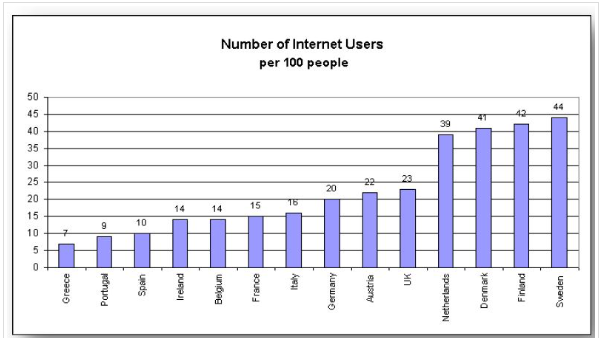 Number of Internet Users
per 100 people
50
45
40
35
30
25
20
15
10
5
0
7
9
10
14
14
15
16
20
22
23
39
41
42
44
Greece
Portugal
Spain
Ireland
Belgium
France
Italy
Germany
Austria
UK
Netherlands
Denmark
Finland
Sweden